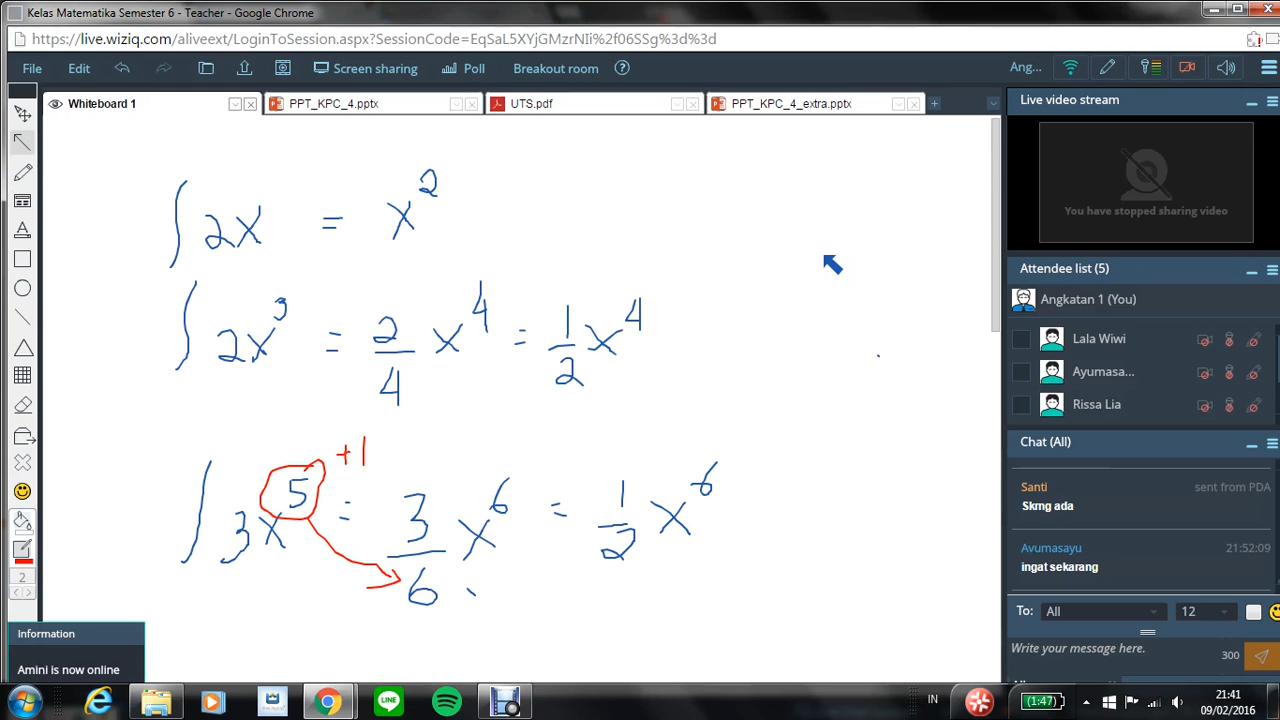 Kelas Matematika Semester 6 - Teacher - Google Chrome
https://live.wiziq.com/aliveext/LoginToSession.aspx?SessionCode=EqSaL5XYjGMzrNIi%2f06SSg%3d%3d
File Edit Screen sharing Poll Breakout room ? Ang...
Whiteboard 1 PPT_KPC_4.pptx UTS.pdf PPT_KPC_4_extra.pptx
Live video stream
You have stopped sharing video
∫2x = x²
Attendee list (5)
Angkatan 1 (You)
∫2x³ = 2/4 x⁴ = 1/2 x⁴
Lala Wiwi
Ayumasa...
Rissa Lia
Chat (All)
+1
Santi sent from PDA
Skrng ada
∫3x⁵ = 3/6 x⁶ = 1/2 x⁶
Avumasayu 21:52:09
ingat sekarang
2
To: All 12
Information
Write your message here. 300
Amini is now online
LINE
IN (1:47) 21:41
09/02/2016